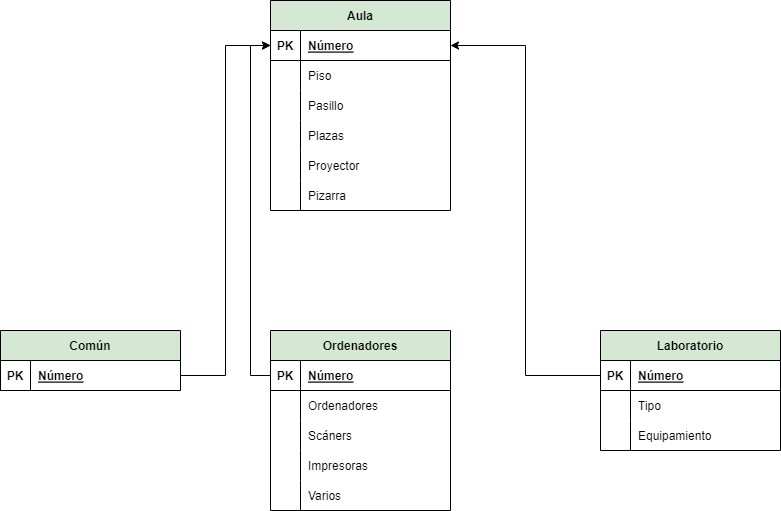 Aula
PK Número
Piso
Pasillo
Plazas
Proyector
Pizarra
Común
PK Número
Ordenadores
PK Número
Ordenadores
Scáners
Impresoras
Varios
Laboratorio
PK Número
Tipo
Equipamiento